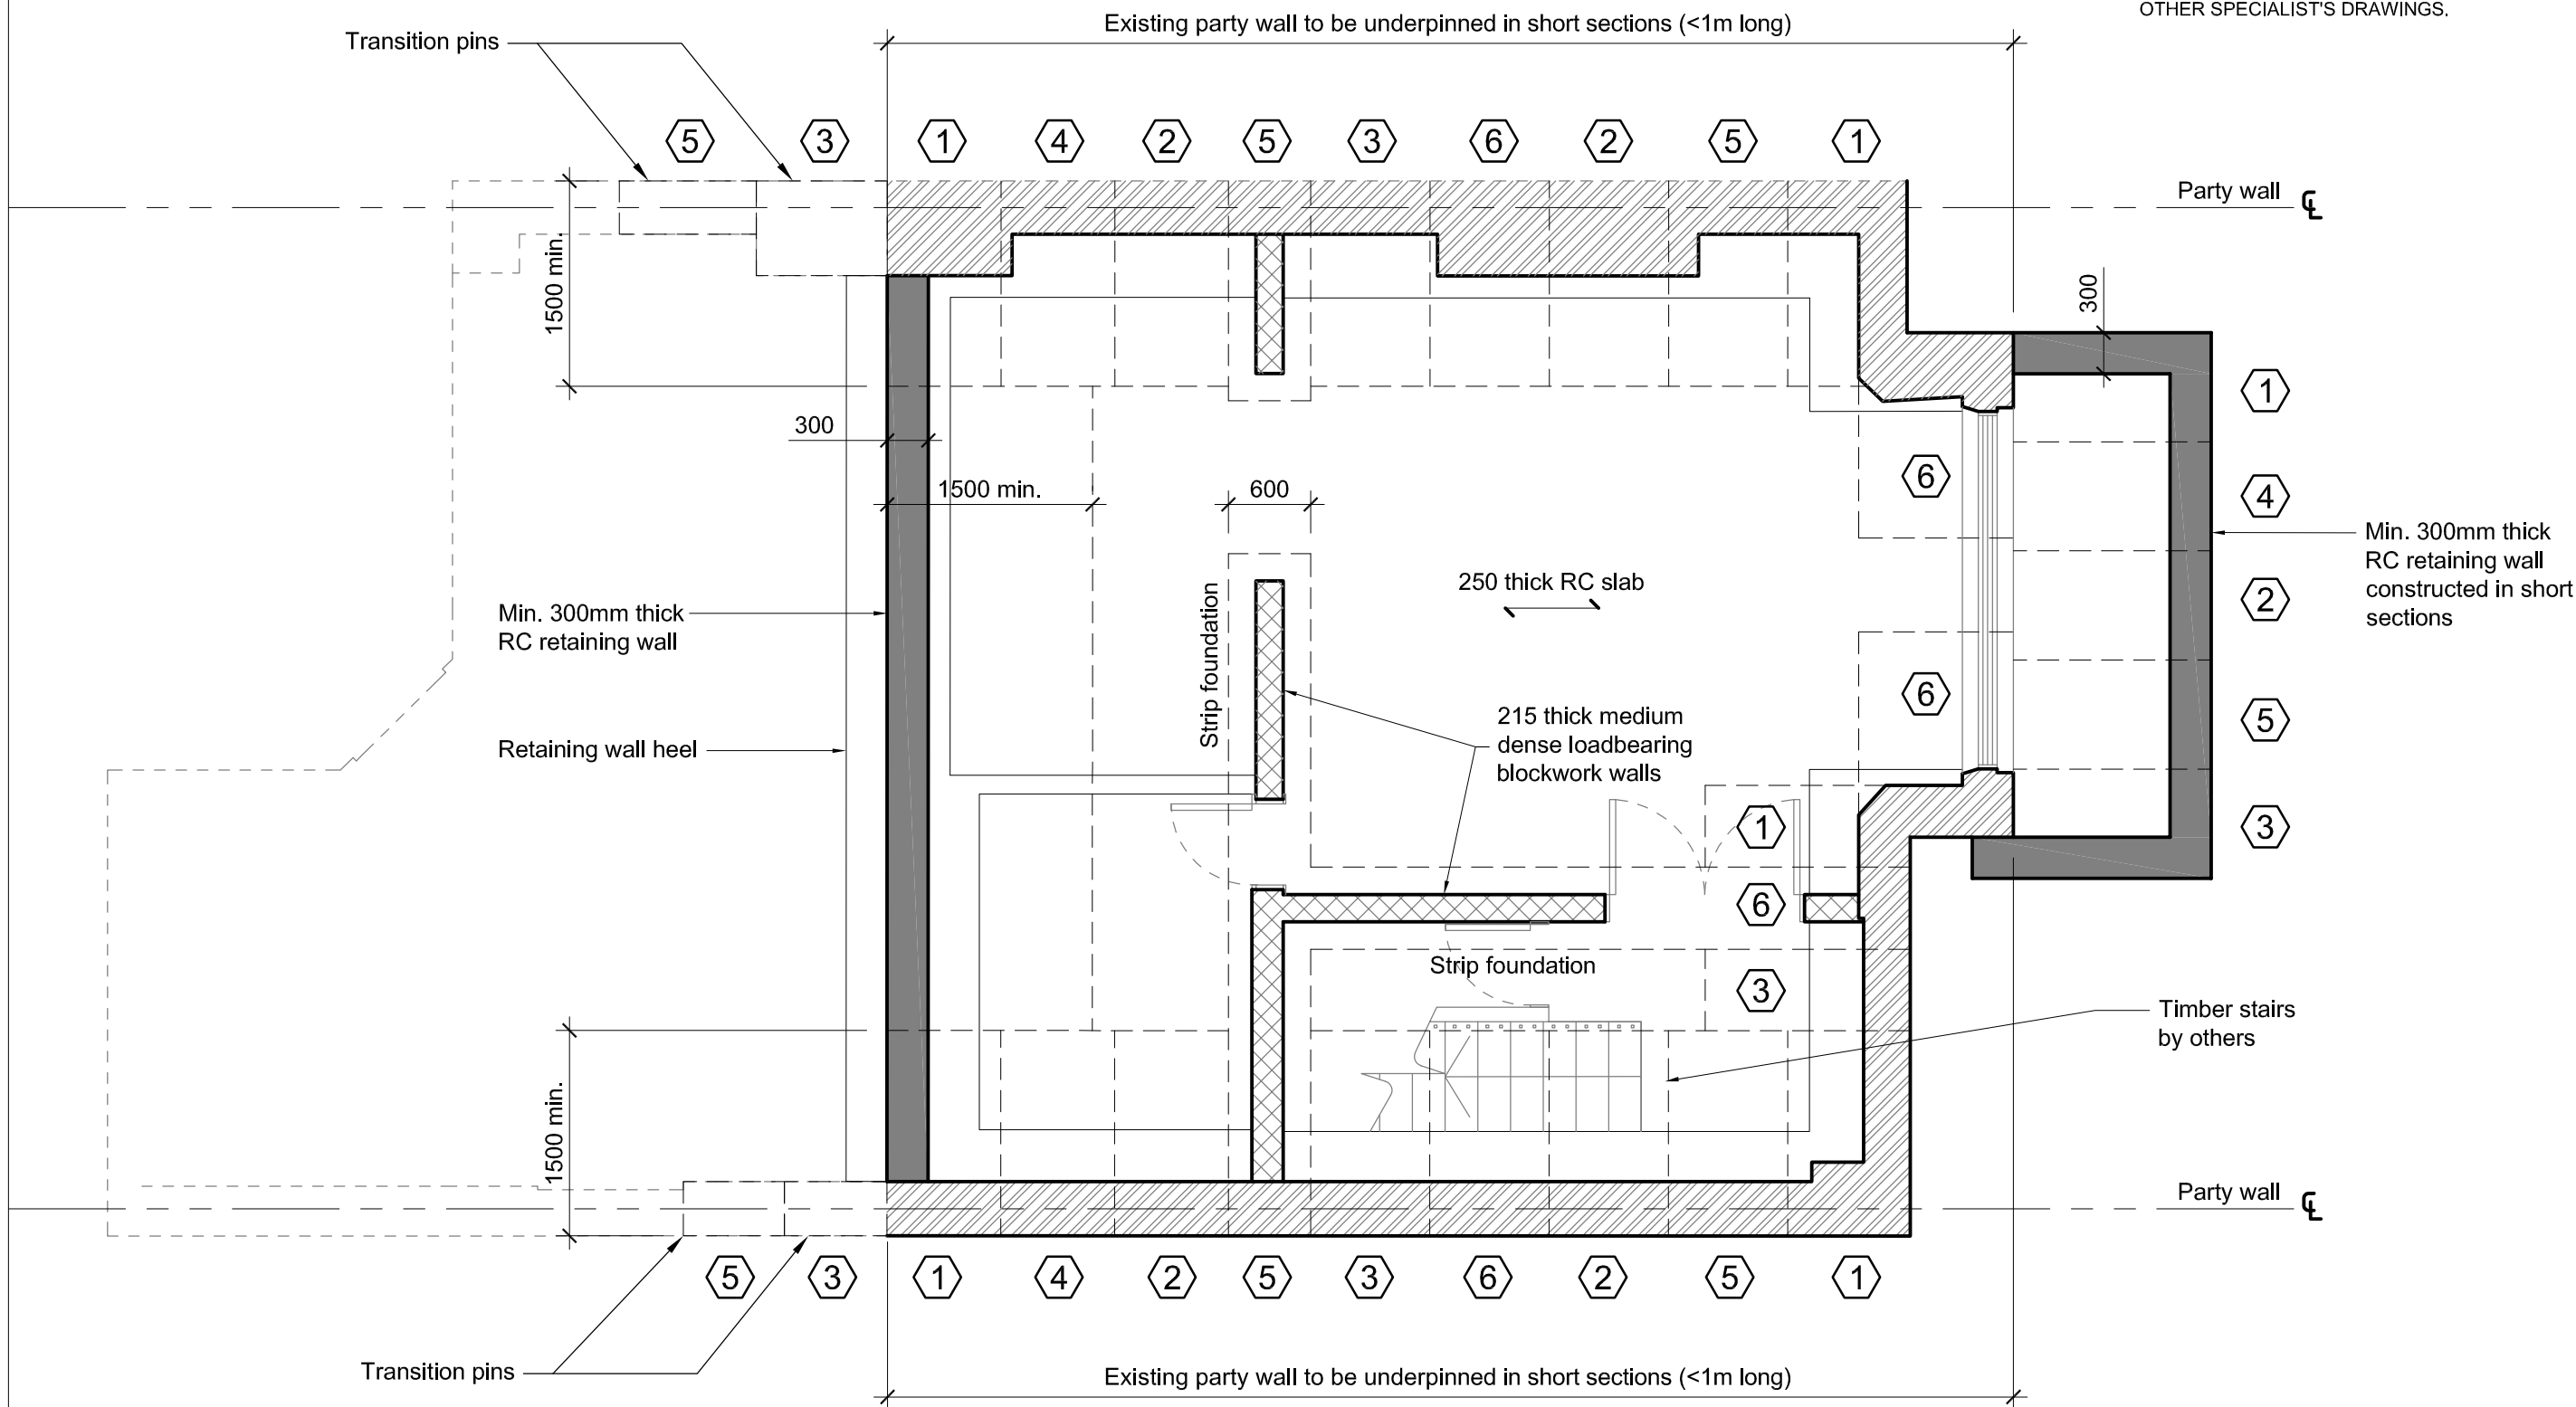 OTHER SPECIALIST'S DRAWINGS.
Existing party wall to be underpinned in short sections (<1m long)
Transition pins
5
3
1
4
2
5
3
6
2
5
1
Party wall
℄
1500 min.
300
300
1
1500 min.
600
6
4
Min. 300mm thick
RC retaining wall
constructed in short
sections
250 thick RC slab
2
Min. 300mm thick
RC retaining wall
Strip foundation
6
5
Retaining wall heel
215 thick medium
dense loadbearing
blockwork walls
1
3
6
Strip foundation
3
Timber stairs
by others
1500 min.
Party wall
℄
5
3
1
4
2
5
3
6
2
5
1
Transition pins
Existing party wall to be underpinned in short sections (<1m long)